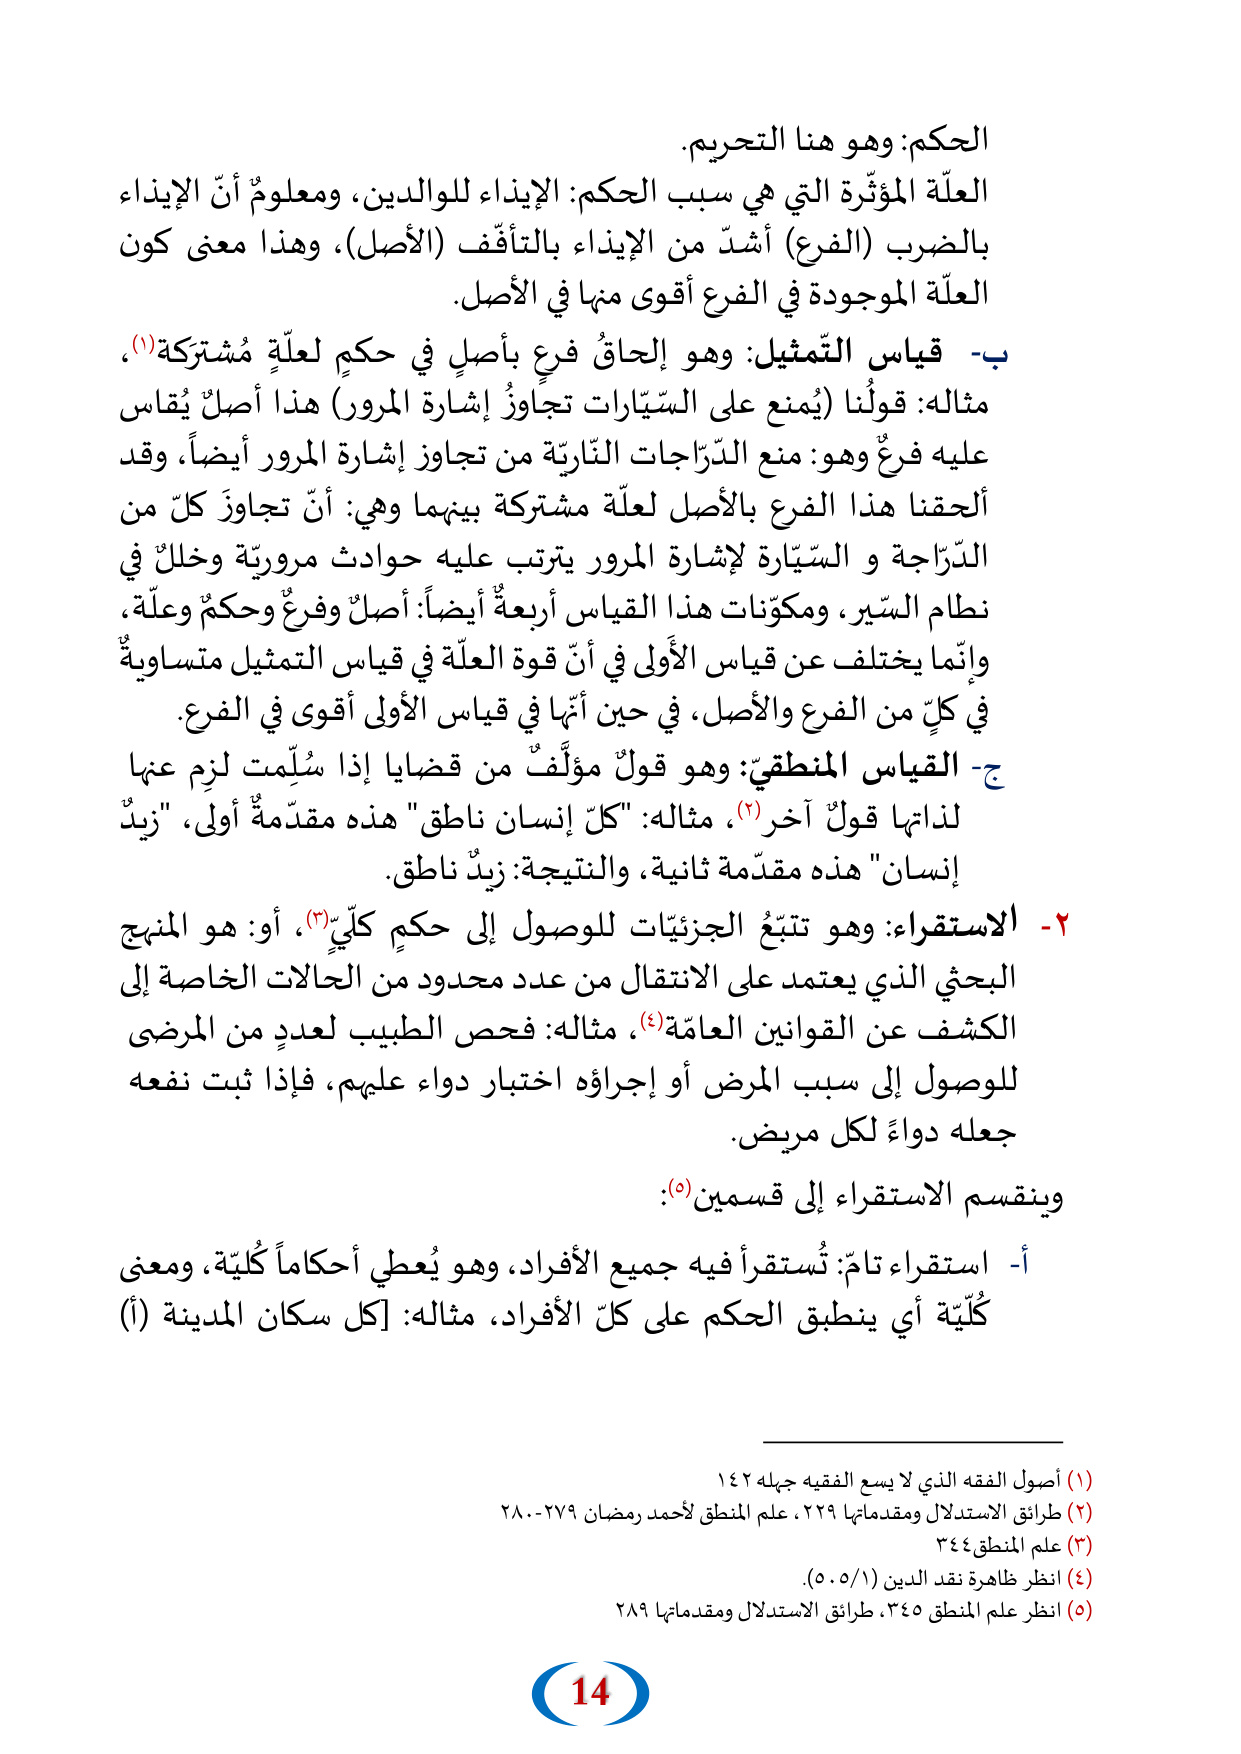 الحكم: وهو هنا التحريم.
العلّة المؤثّرة التي هي سبب الحكم: الإيذاء للوالدين، ومعلومٌ أنّ الإيذاء
بالضرب (الفرع) أشدّ من الإيذاء بالتأفّف (الأصل)، وهذا معنى كون
العلّة الموجودة في الفرع أقوى منها في الأصل.
ب- قياس التّمثيل: وهو إلحاقُ فرعٍ بأصلٍ في حكمٍ لعلّةٍ مُشترَكة(١)،
مثاله: قولُنا (يُمنع على السّيّارات تجاوزُ إشارة المرور) هذا أصلٌ يُقاس
عليه فرعٌ وهو: منع الدّرّاجات النّاريّة من تجاوز إشارة المرور أيضاً، وقد
ألحقنا هذا الفرع بالأصل لعلّة مشتركة بينهما وهي: أنّ تجاوزَ كلّ من
الدّرّاجة و السّيّارة لإشارة المرور يترتب عليه حوادث مروريّة وخللٌ في
نظام السّير، ومكوّنات هذا القياس أربعةٌ أيضاً: أصلٌ وفرعٌ وحكمٌ وعلّة،
وإنّما يختلف عن قياس الأَولى في أنّ قوة العلّة في قياس التمثيل متساويةٌ
في كلٍّ من الفرع والأصل، في حين أنّها في قياس الأولى أقوى في الفرع.
ج- القياس المنطقيّ: وهو قولٌ مؤلَّفٌ من قضايا إذا سُلِّمت لزِم عنها
لذاتها قولٌ آخر(٢)، مثاله: "كلّ إنسان ناطق" هذه مقدّمةٌ أولى، "زيدٌ
إنسان" هذه مقدّمة ثانية، والنتيجة: زيدٌ ناطق.
٢- ألاستقراء: وهو تتبّعُ الجزئيّات للوصول إلى حكمٍ كلّيٍّ(٣)، أو: هو المنهج
البحثي الذي يعتمد على الانتقال من عدد محدود من الحالات الخاصة إلى
الكشف عن القوانين العامّة(٤)، مثاله: فحص الطبيب لعددٍ من المرضى
للوصول إلى سبب المرض أو إجراؤه اختبار دواء عليهم، فإذا ثبت نفعه
جعله دواءً لكل مريض.
وينقسم الاستقراء إلى قسمين(٥):
أ- استقراء تامّ: تُستقرأ فيه جميع الأفراد، وهو يُعطي أحكاماً كُليّة، ومعنى
كُلّيّة أي ينطبق الحكم على كلّ الأفراد، مثاله: [كل سكان المدينة (أ)
(١) أصول الفقه الذي لا يسع الفقيه جهله ١٤٢
(٢) طرائق الاستدلال ومقدماتها ٢٢٩، علم المنطق لأحمد رمضان ٢٧٩-٢٨٠
(٣) علم المنطق٣٤٤
(٤) انظر ظاهرة نقد الدين (٥٠٥/١).
(٥) انظر علم المنطق ٣٤٥، طرائق الاستدلال ومقدماتها ٢٨٩
14